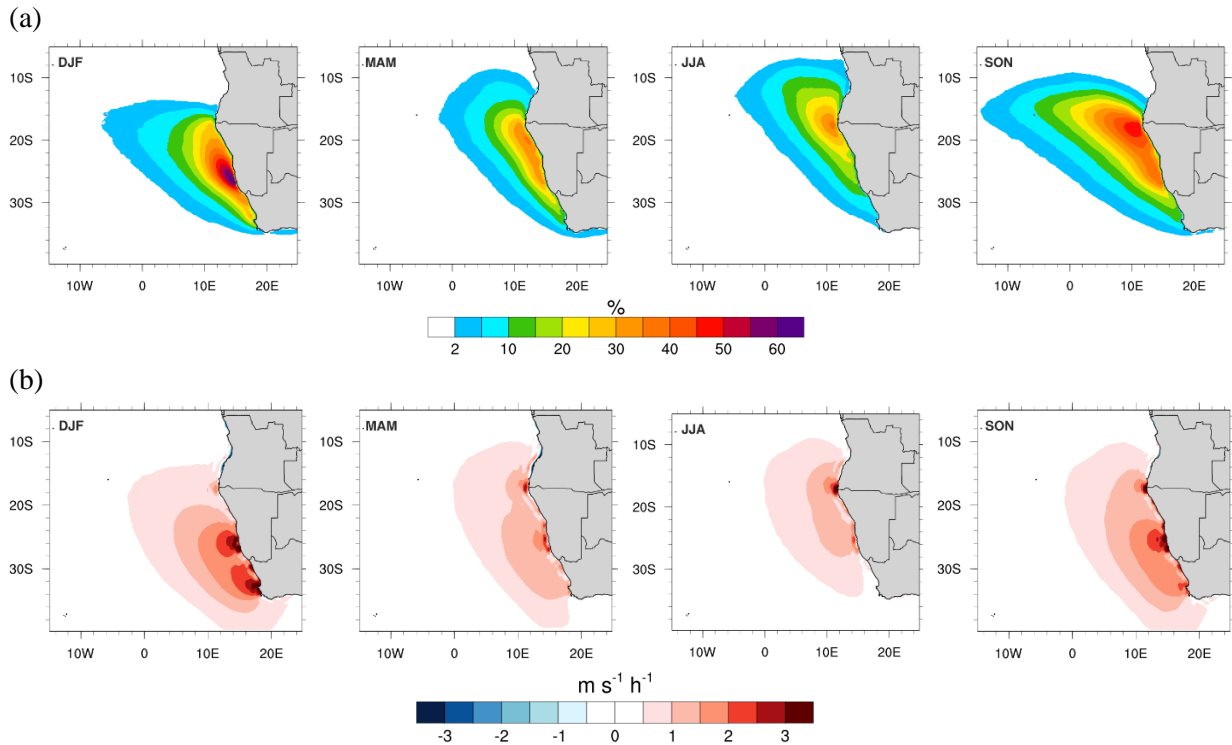 (a)
DJF MAM JJA SON
10S 10S 10S 10S
20S 20S 20S 20S
30S 30S 30S 30S
10W 0 10E 20E 10W 0 10E 20E 10W 0 10E 20E 10W 0 10E 20E
%
2 10 20 30 40 50 60
(b)
DJF MAM JJA SON
10S 10S 10S 10S
20S 20S 20S 20S
30S 30S 30S 30S
10W 0 10E 20E 10W 0 10E 20E 10W 0 10E 20E 10W 0 10E 20E
m s⁻¹ h⁻¹
-3 -2 -1 0 1 2 3